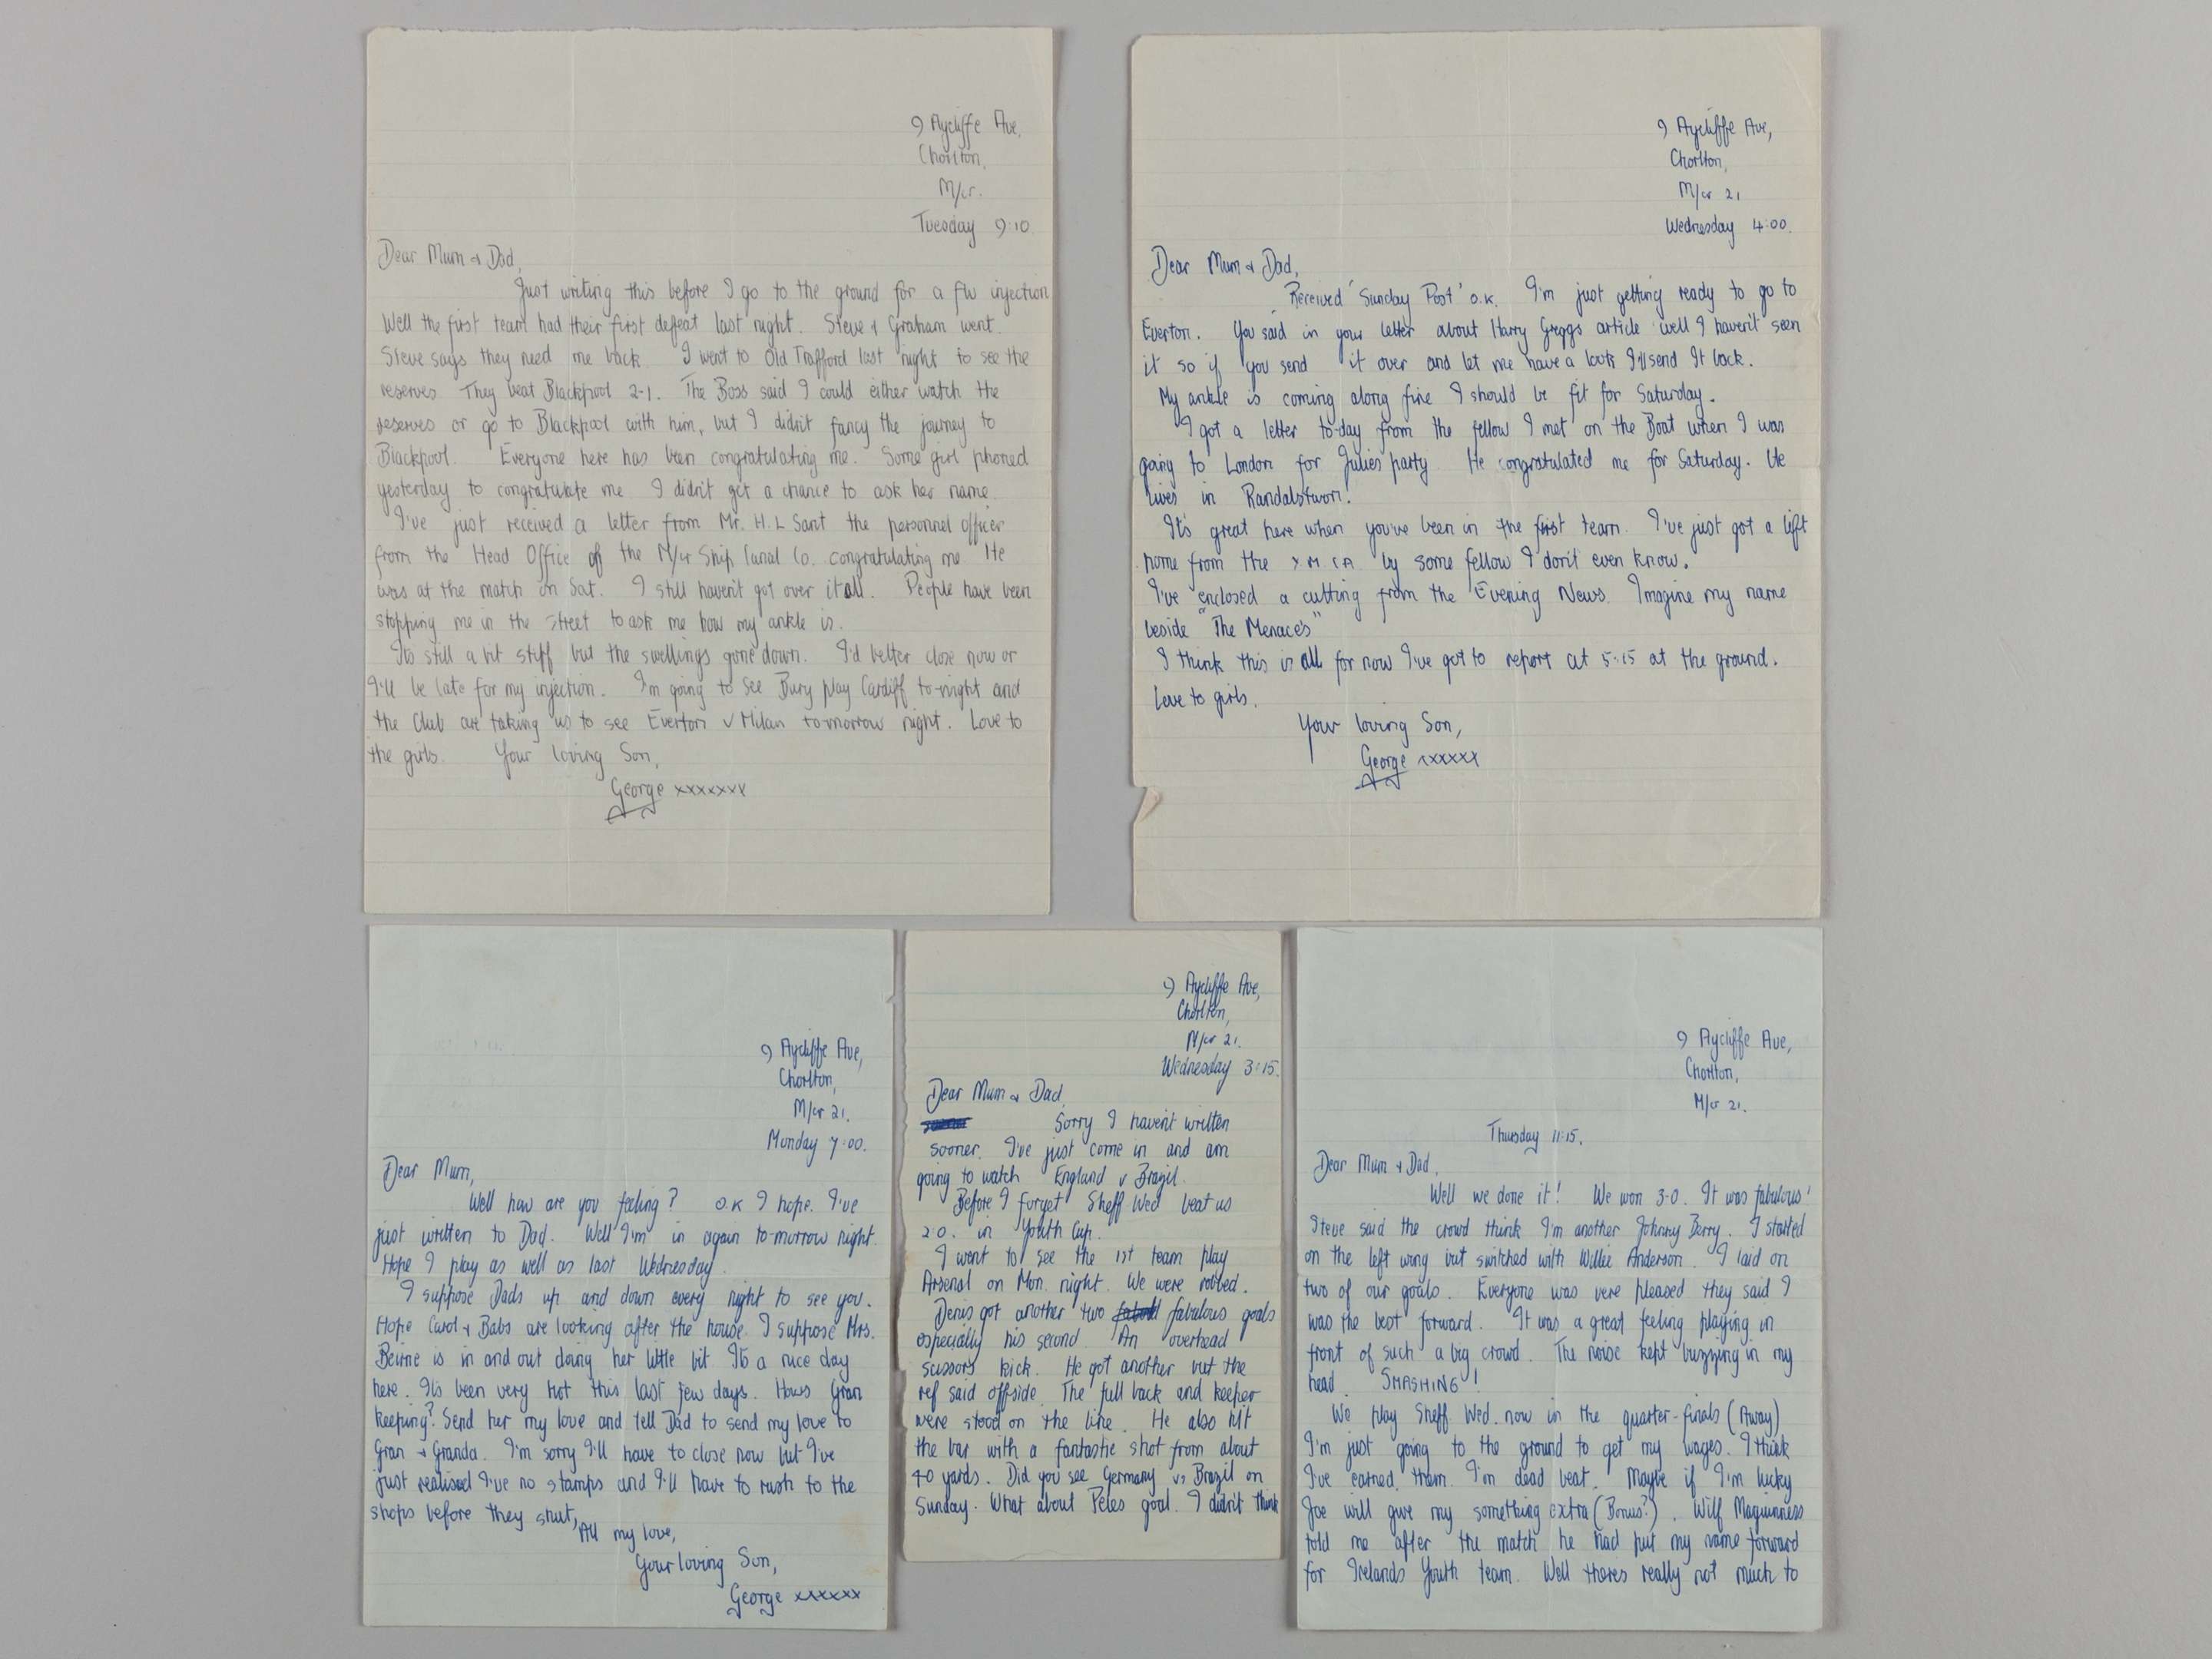 9 Aycliffe Ave,
Chorlton,
M/cr.
Tuesday 9.10.
Dear Mum & Dad,
Just writing this before I go to the ground for a flu injection
Well the first team had their first defeat last night. Steve & Graham went.
Steve says they need me back I went to Old Trafford last night to see the
reserves They beat Blackpool 2-1. The Boss said I could either watch the
reserves or go to Blackpool with him, but I didn't fancy the journey to
Blackpool. Everyone here has been congratulating me. Some girl phoned
yesterday to congratulate me I didn't get a chance to ask her name.
I've just received a letter from Mr. H. L Sant the personnel officer
from the Head Office of the M/cr Ship Canal Co. congratulating me He
was at the match on Sat. I still haven't got over it all. People have been
stopping me in the street to ask me how my ankle is.
Its still a bit stiff but the swellings gone down. I'd better close now or
I'll be late for my injection. I'm going to see Bury play Cardiff to-night and
the Club are taking us to see Everton v Milan to-morrow night. Love to
the girls. Your loving Son,
George xxxxxxx
9 Aycliffe Ave,
Chorlton,
M/cr 21
Wednesday 4:00.
Dear Mum & Dad,
Received 'Sunday Post' O.K. I'm just getting ready to go to
Everton. You said in your letter about Harry Greggs article well I haven't seen
it so if you send it over and let me have a look I'll send It back.
My ankle is coming along fine I should be fit for Saturday.
I got a letter to-day from the fellow I met on the Boat when I was
going to London for Julies party He congratulated me for Saturday. He
lives in Randalstown!
It's great here when you've been in the first team. I've just got a lift
home from the Y M C A by some fellow I don't even know.
I've enclosed a cutting from the Evening News. Imagine my name
beside "The Menace's"
I think this is all for now I've got to report at 5:15 at the ground.
Love to girls.
Your loving Son,
George xxxxxx
9 Aycliffe Ave,
Chorlton,
M/cr 21.
Monday 7:00.
Dear Mum,
Well how are you feeling? O.K I hope. I've
just written to Dad. Well I'm in again to-morrow night.
Hope I play as well as last Wednesday.
I suppose Dads up and down every night to see you.
Hope Carol & Babs are looking after the house. I suppose Mrs.
Beirne is in and out doing her little bit Its a nice day
here. It's been very hot this last few days. Hows Gran
keeping? Send her my love and tell Dad to send my love to
Gran & Granda. I'm sorry I'll have to close now but I've
just realised I've no stamps and I'll have to rush to the
shops before they shut,
All my love,
Your loving Son,
George xxxxxx
9 Aycliffe Ave,
Chorlton,
M/cr 21.
Wednesday 3:15.
Dear Mum & Dad,
Sorry I haven't written
sooner. I've just come in and am
going to watch England v Brazil.
Before I forget Sheff Wed beat us
2.0. in Youth Cup.
I went to see the 1st team play
Arsenal on Mon. night. We were robbed.
Denis got another two fabulous goals
especially his second An overhead
scissors kick. He got another but the
ref said offside. The full back and keeper
were stood on the line. He also hit
the bar with a fantastic shot from about
40 yards. Did you see Germany vs Brazil on
Sunday. What about Peles goal. I didn't think
9 Aycliffe Ave,
Chorlton,
M/cr 21.
Thursday 11:15.
Dear Mum & Dad,
Well we done it! We won 3-0. It was fabulous!
Steve said the crowd think I'm another Johnny Berry. I started
on the left wing but switched with Willie Anderson. I laid on
two of our goals. Everyone was very pleased they said I
was the best forward. It was a great feeling playing in
front of such a big crowd. The noise kept buzzing in my
head. SMASHING!
We play Sheff. Wed. now in the quarter-finals (Away)
I'm just going to the ground to get my wages. I think
I've earned them. I'm dead beat. Maybe if I'm lucky
Joe will give my something extra (Bonus?). Wilf Maguinness
told me after the match he had put my name forward
for Irelands Youth team. Well theres really not much to